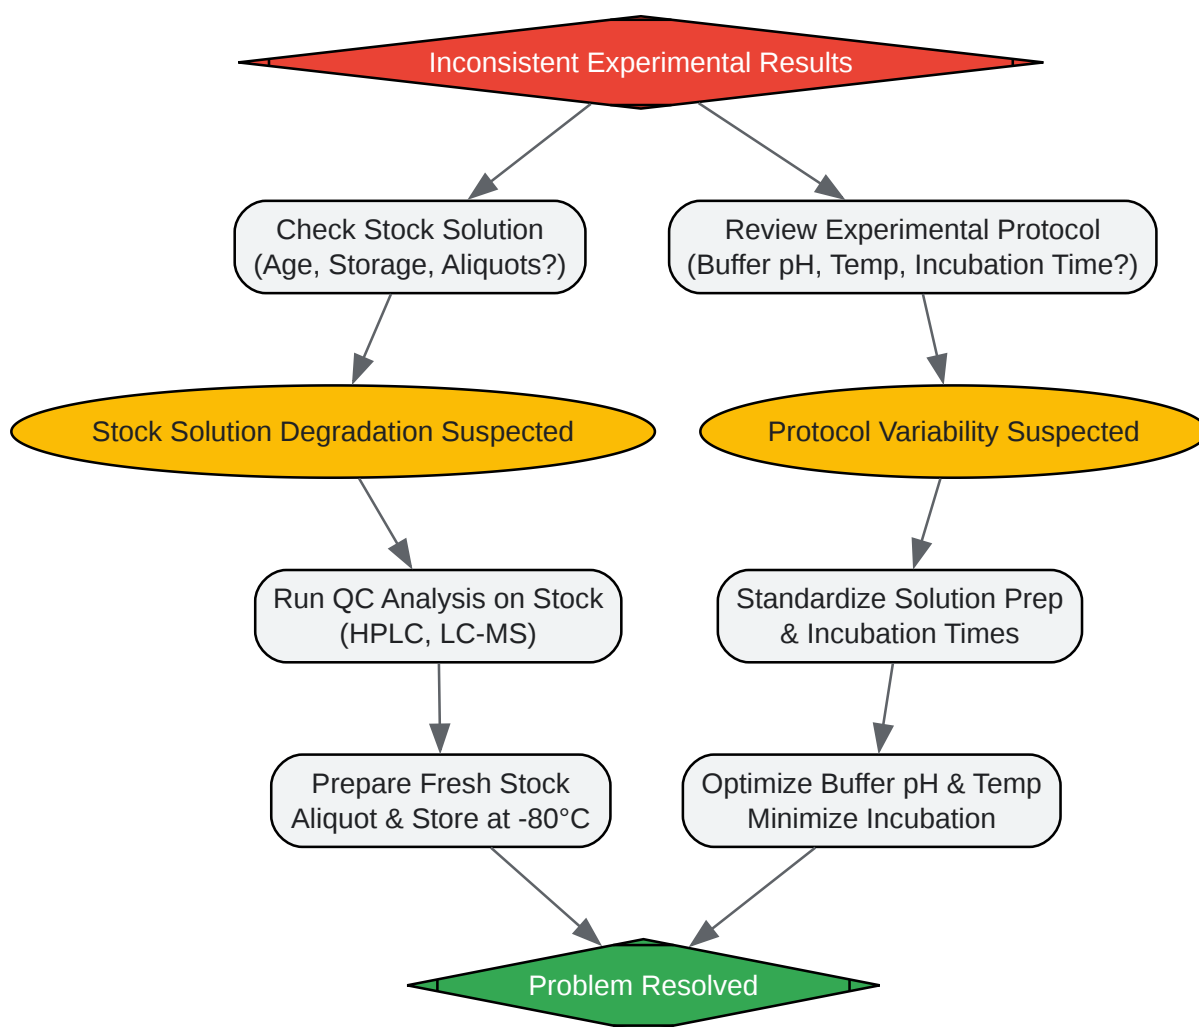 Inconsistent Experimental Results
Check Stock Solution
(Age, Storage, Aliquots?)
Review Experimental Protocol
(Buffer pH, Temp, Incubation Time?)
Stock Solution Degradation Suspected
Protocol Variability Suspected
Run QC Analysis on Stock
(HPLC, LC-MS)
Standardize Solution Prep
& Incubation Times
Prepare Fresh Stock
Aliquot & Store at -80°C
Optimize Buffer pH & Temp
Minimize Incubation
Problem Resolved